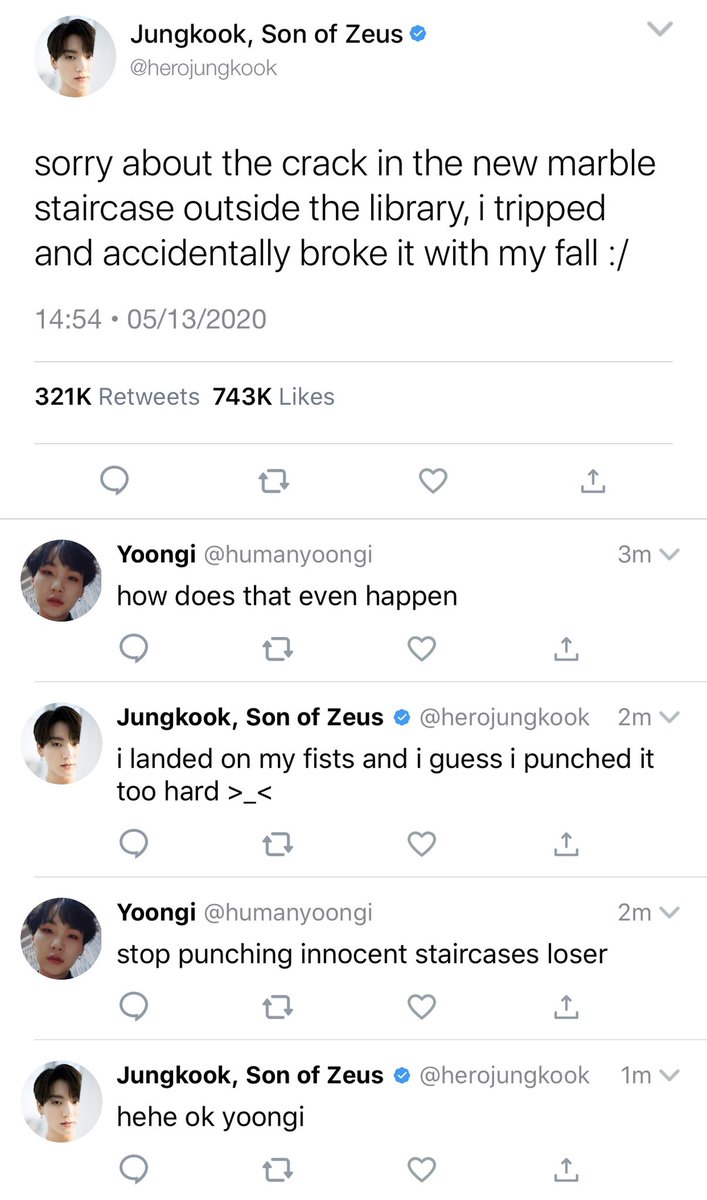 Jungkook, Son of Zeus
@herojungkook
sorry about the crack in the new marble
staircase outside the library, i tripped
and accidentally broke it with my fall :/
14:54 • 05/13/2020
321K Retweets 743K Likes
Yoongi @humanyoongi 3m
how does that even happen
Jungkook, Son of Zeus @herojungkook 2m
i landed on my fists and i guess i punched it
too hard >_<
Yoongi @humanyoongi 2m
stop punching innocent staircases loser
Jungkook, Son of Zeus @herojungkook 1m
hehe ok yoongi